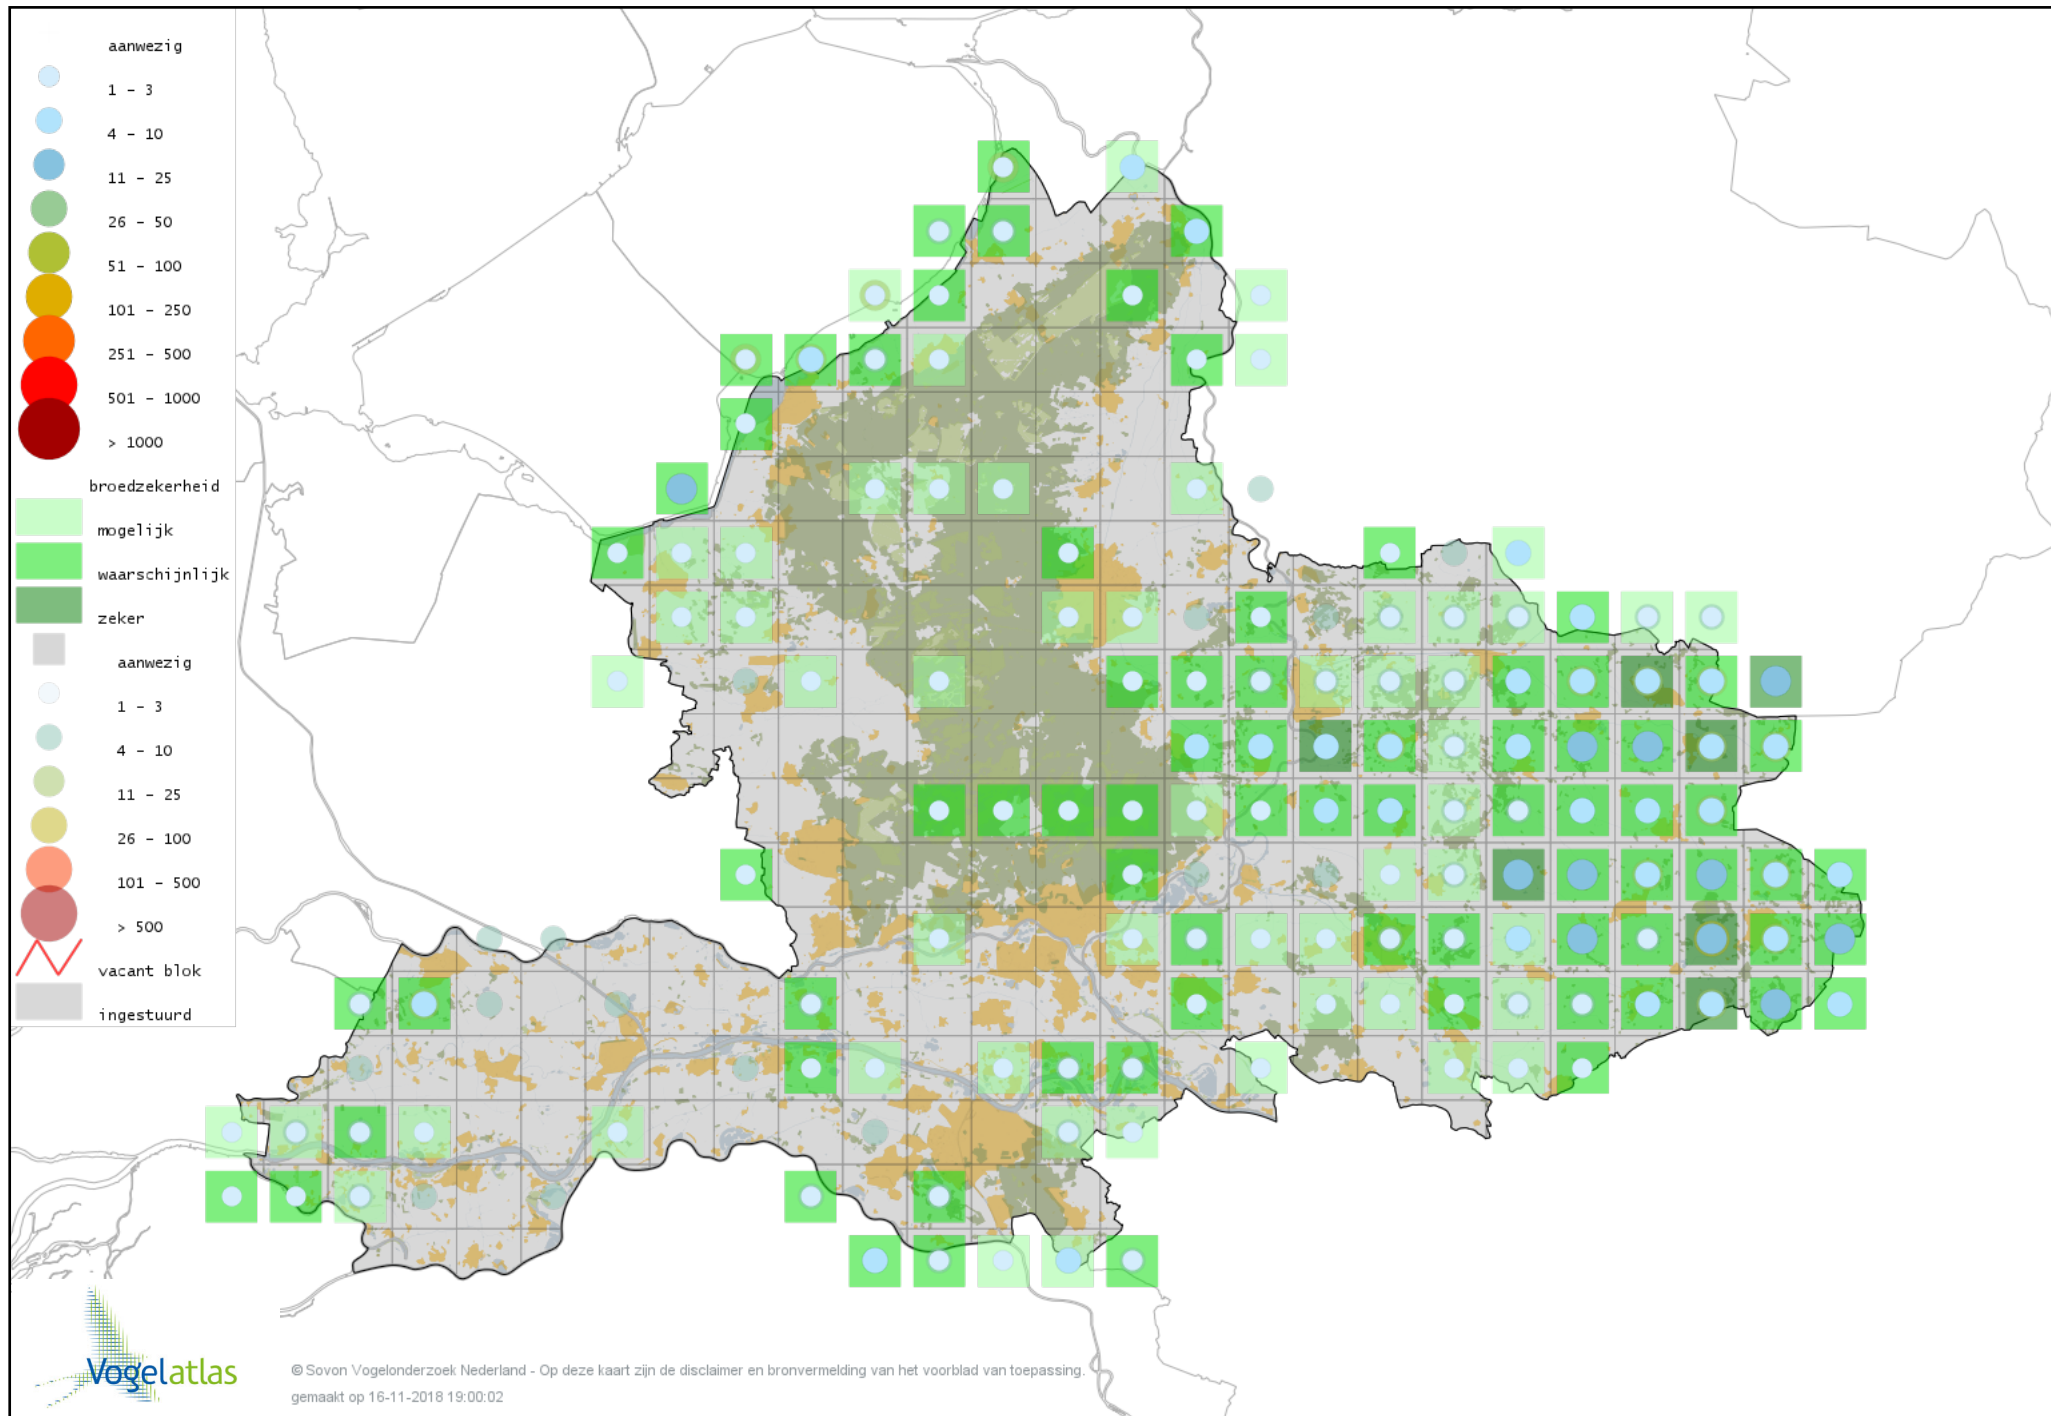 aanwezig
1 - 3
4 - 10
11 - 25
26 - 50
51 - 100
101 - 250
251 - 500
501 - 1000
> 1000
broedzekerheid
mogelijk
waarschijnlijk
zeker
aanwezig
1 - 3
4 - 10
11 - 25
26 - 100
101 - 500
> 500
vacant blok
ingestuurd
Vogelatlas
© Sovon Vogelonderzoek Nederland - Op deze kaart zijn de disclaimer en bronvermelding van het voorblad van toepassing.
gemaakt op 16-11-2018 19:00:02